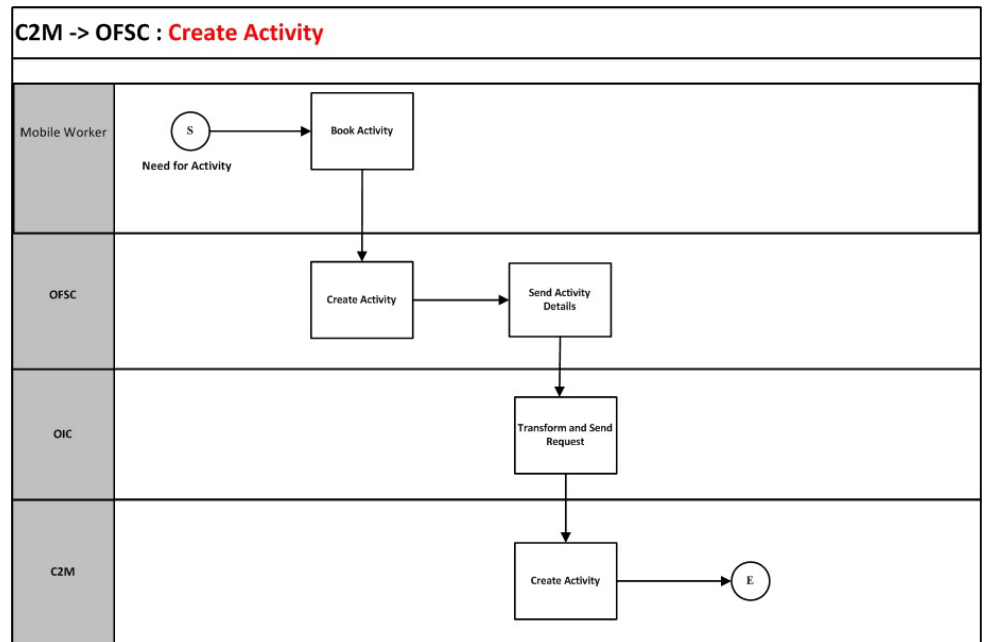 C2M -> OFSC : Create Activity
Mobile Worker
S
Need for Activity
Book Activity
OFSC
Create Activity
Send Activity
Details
OIC
Transform and Send
Request
C2M
Create Activity
E